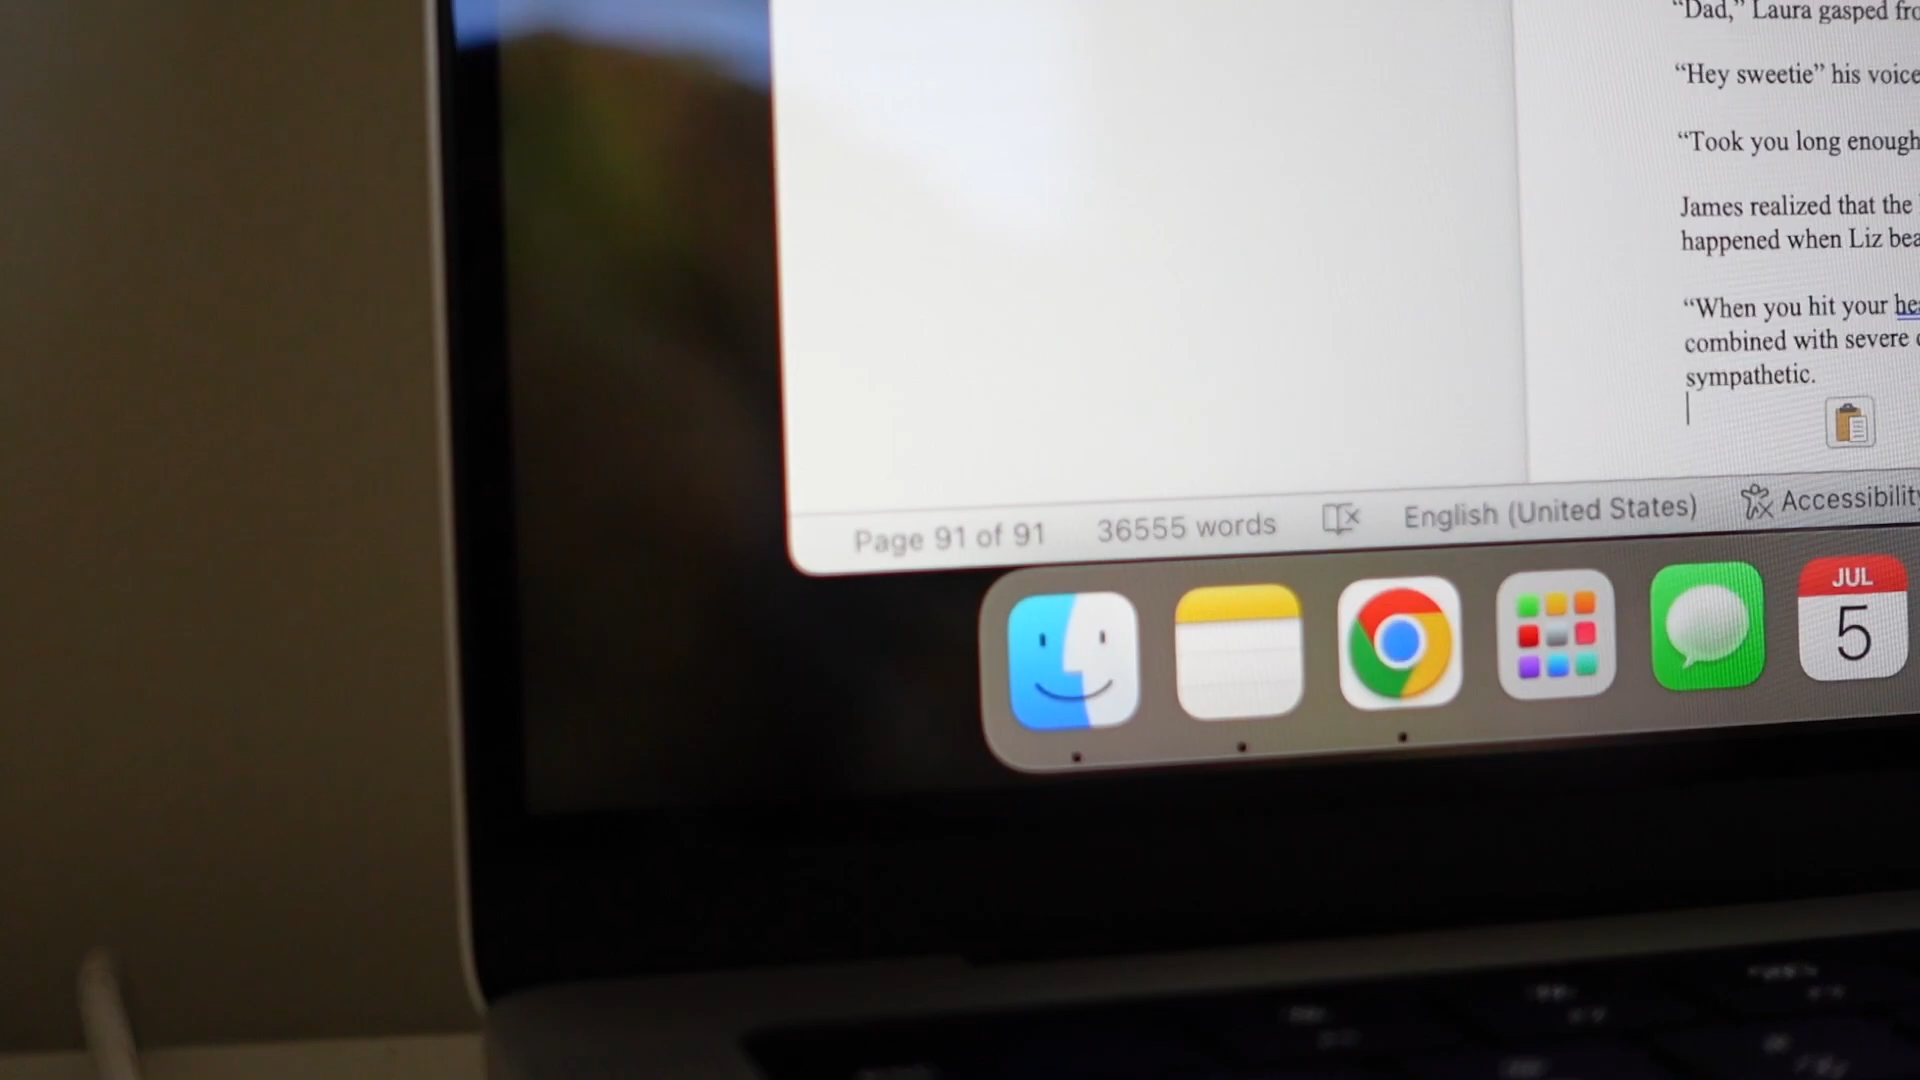 “Dad,” Laura gasped
“Hey sweetie” his voice
“Took you long enough
James realized that the
happened when Liz
“When you hit your
combined with severe
sympathetic.
Page 91 of 91 36555 words English (United States) Accessibility
JUL
5